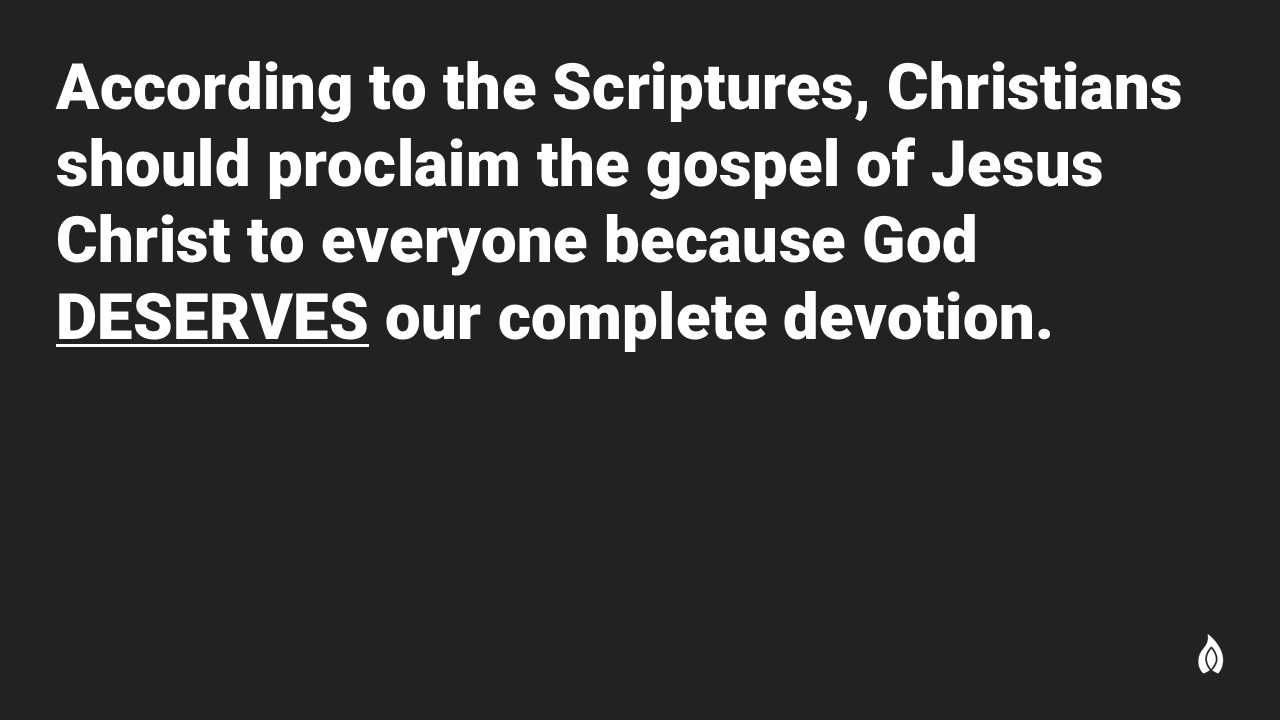 According to the Scriptures, Christians
should proclaim the gospel of Jesus
Christ to everyone because God
DESERVES our complete devotion.